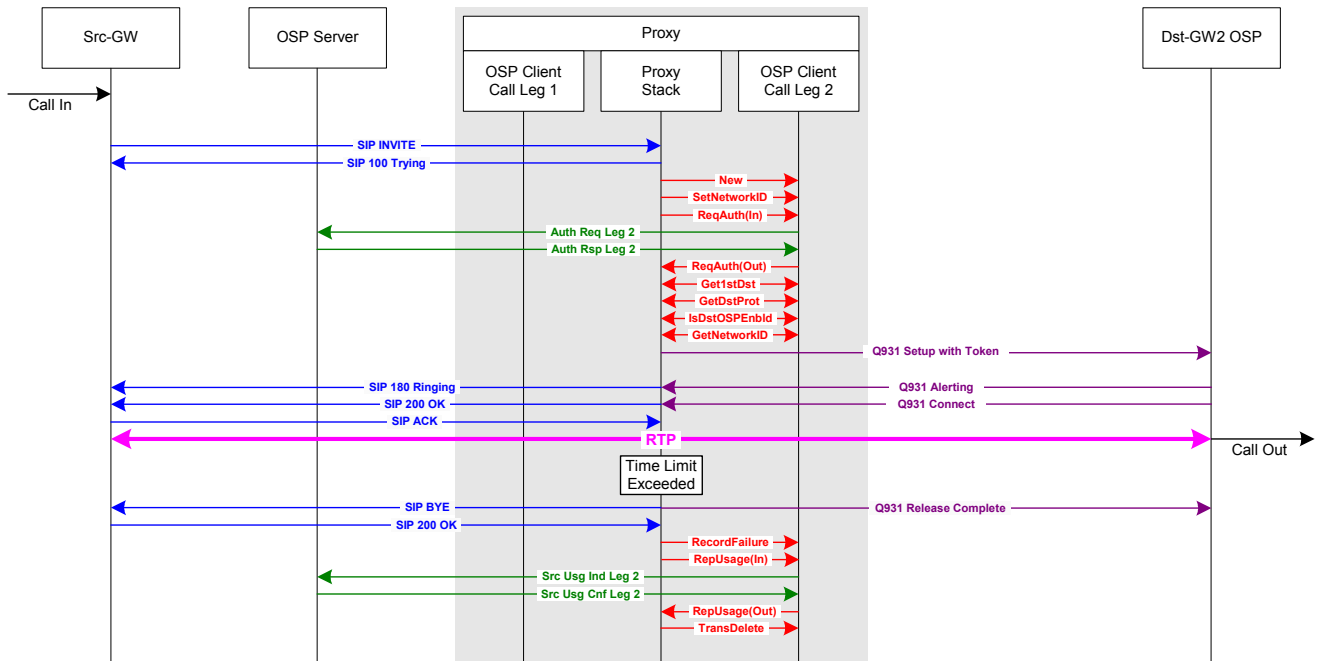 Src-GW
OSP Server
Proxy
Dst-GW2 OSP
OSP Client
Call Leg 1
Proxy
Stack
OSP Client
Call Leg 2
Call In
SIP INVITE
SIP 100 Trying
New
SetNetworkID
ReqAuth(In)
Auth Req Leg 2
Auth Rsp Leg 2
ReqAuth(Out)
Get1stDst
GetDstProt
IsDstOSPEnbld
GetNetworkID
Q931 Setup with Token
SIP 180 Ringing
Q931 Alerting
SIP 200 OK
Q931 Connect
SIP ACK
RTP
Call Out
Time Limit
Exceeded
SIP BYE
Q931 Release Complete
SIP 200 OK
RecordFailure
RepUsage(In)
Src Usg Ind Leg 2
Src Usg Cnf Leg 2
RepUsage(Out)
TransDelete